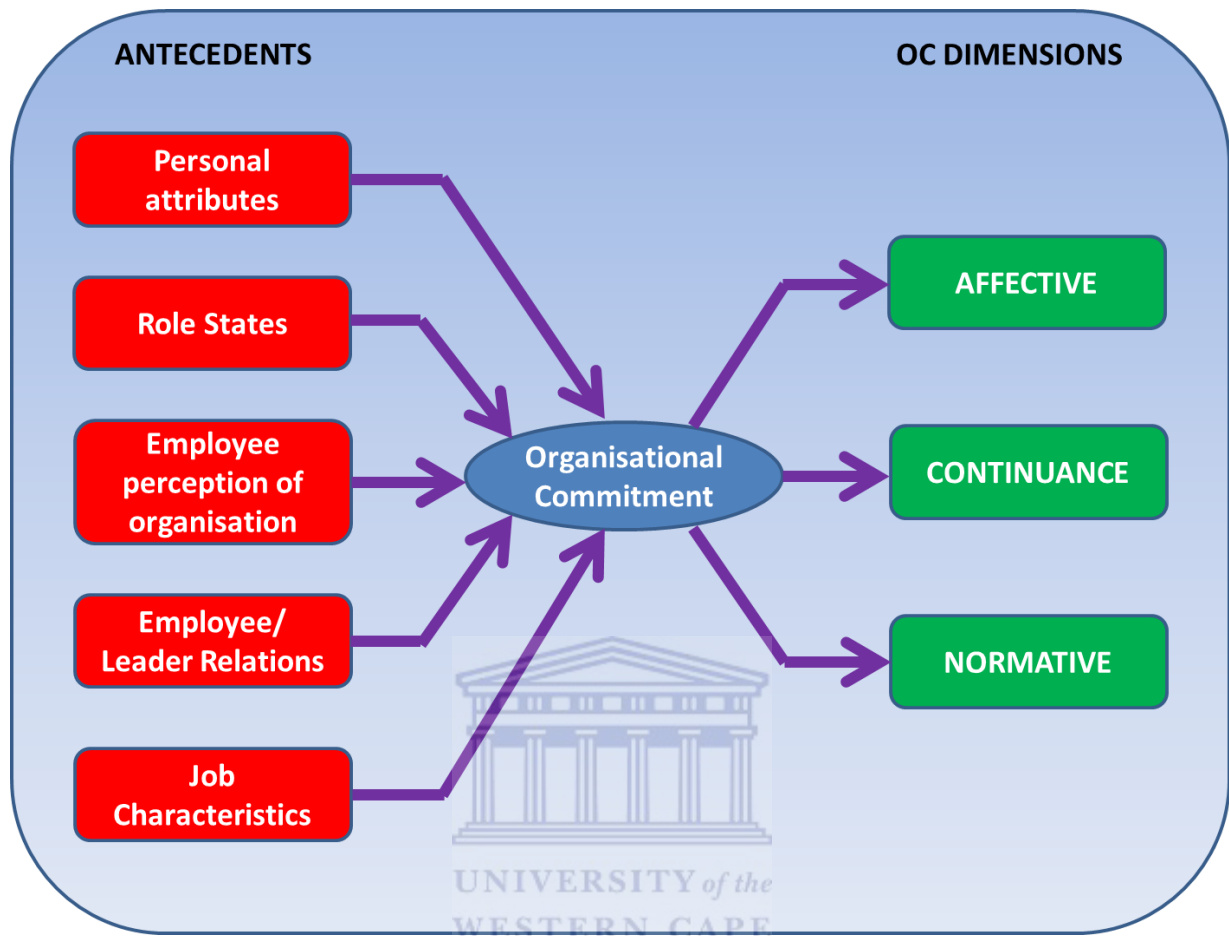 ANTECEDENTS
OC DIMENSIONS
Personal
attributes
Role States
Employee
perception of
organisation
Employee/
Leader Relations
Job
Characteristics
Organisational
Commitment
AFFECTIVE
CONTINUANCE
NORMATIVE
UNIVERSITY of the
WESTERN CAPE